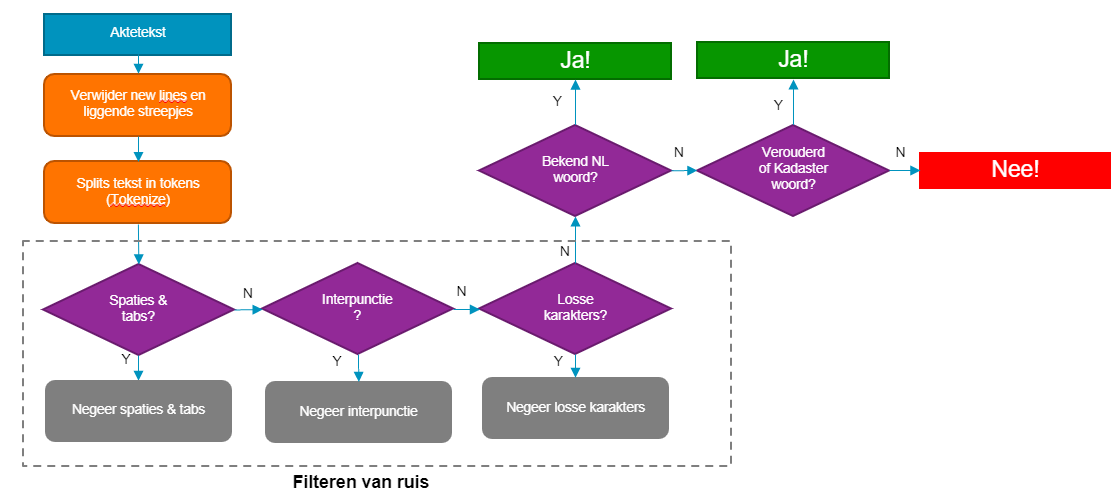 Aktetekst
Verwijder new lines en
liggende streepjes
Splits tekst in tokens
(Tokenize)
Ja!
Ja!
Y
Y
Bekend NL
woord?
N
Verouderd
of Kadaster
woord?
N
Nee!
Spaties &
tabs?
N
Interpunctie
?
N
Losse
karakters?
N
Y
Y
Y
Negeer spaties & tabs
Negeer interpunctie
Negeer losse karakters
Filteren van ruis